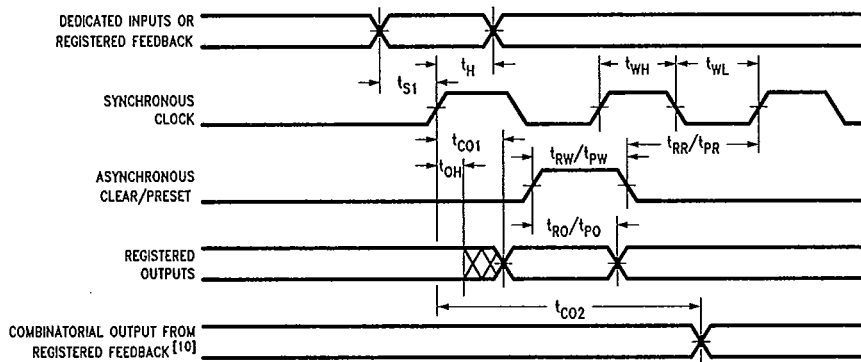 DEDICATED INPUTS OR
REGISTERED FEEDBACK
tH
tS1
tWH
tWL
SYNCHRONOUS
CLOCK
tCO1
tOH
tRW/tPW
tRR/tPR
ASYNCHRONOUS
CLEAR/PRESET
tRO/tPO
REGISTERED
OUTPUTS
tCO2
COMBINATORIAL OUTPUT FROM
REGISTERED FEEDBACK[10]